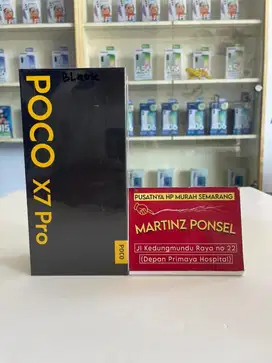 BLack
POCO X7 Pro
POCO
PUSATNYA HP MURAH SEMARANG
MARTINZ PONSEL
Jl Kedungmundu Raya no 22
(Depan Primaya Hospital)